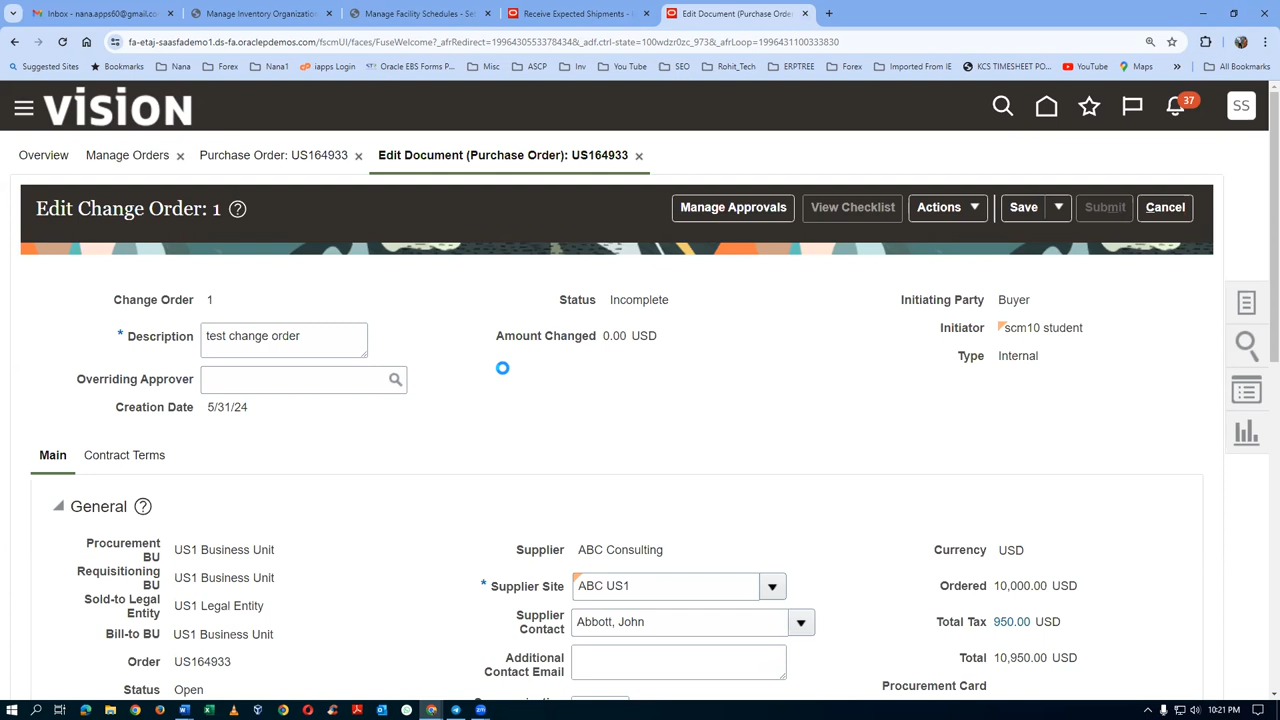 Inbox - nana.apps60@gmail.com
Manage Inventory Organization
Manage Facility Schedules - Se
Receive Expected Shipments -
Edit Document (Purchase Order)
fa-etaj-saasfademo1.ds-fa.oraclepdemos.com/fscmUI/faces/FuseWelcome?_afrRedirect=1996430553378434&_adf.ctrl-state=100wdzr0zc_973&_afrLoop=1996431100333830
Suggested Sites Bookmarks Nana Forex Nana1 iapps Login Oracle EBS Forms P... Misc ASCP Inv You Tube SEO Rohit_Tech ERPTREE Forex Imported From IE KCS TIMESHEET PO... YouTube Maps » All Bookmarks
VISION
37
SS
Overview Manage Orders Purchase Order: US164933 Edit Document (Purchase Order): US164933
Edit Change Order: 1
Manage Approvals View Checklist Actions Save Submit Cancel
Change Order 1 Status Incomplete Initiating Party Buyer
* Description test change order Amount Changed 0.00 USD Initiator scm10 student
Type Internal
Overriding Approver
Creation Date 5/31/24
Main Contract Terms
General
Procurement BU US1 Business Unit Supplier ABC Consulting Currency USD
Requisitioning BU US1 Business Unit * Supplier Site ABC US1 Ordered 10,000.00 USD
Sold-to Legal Entity US1 Legal Entity Supplier Contact Abbott, John Total Tax 950.00 USD
Bill-to BU US1 Business Unit
Order US164933 Additional Contact Email Total 10,950.00 USD
Status Open Procurement Card
10:21 PM